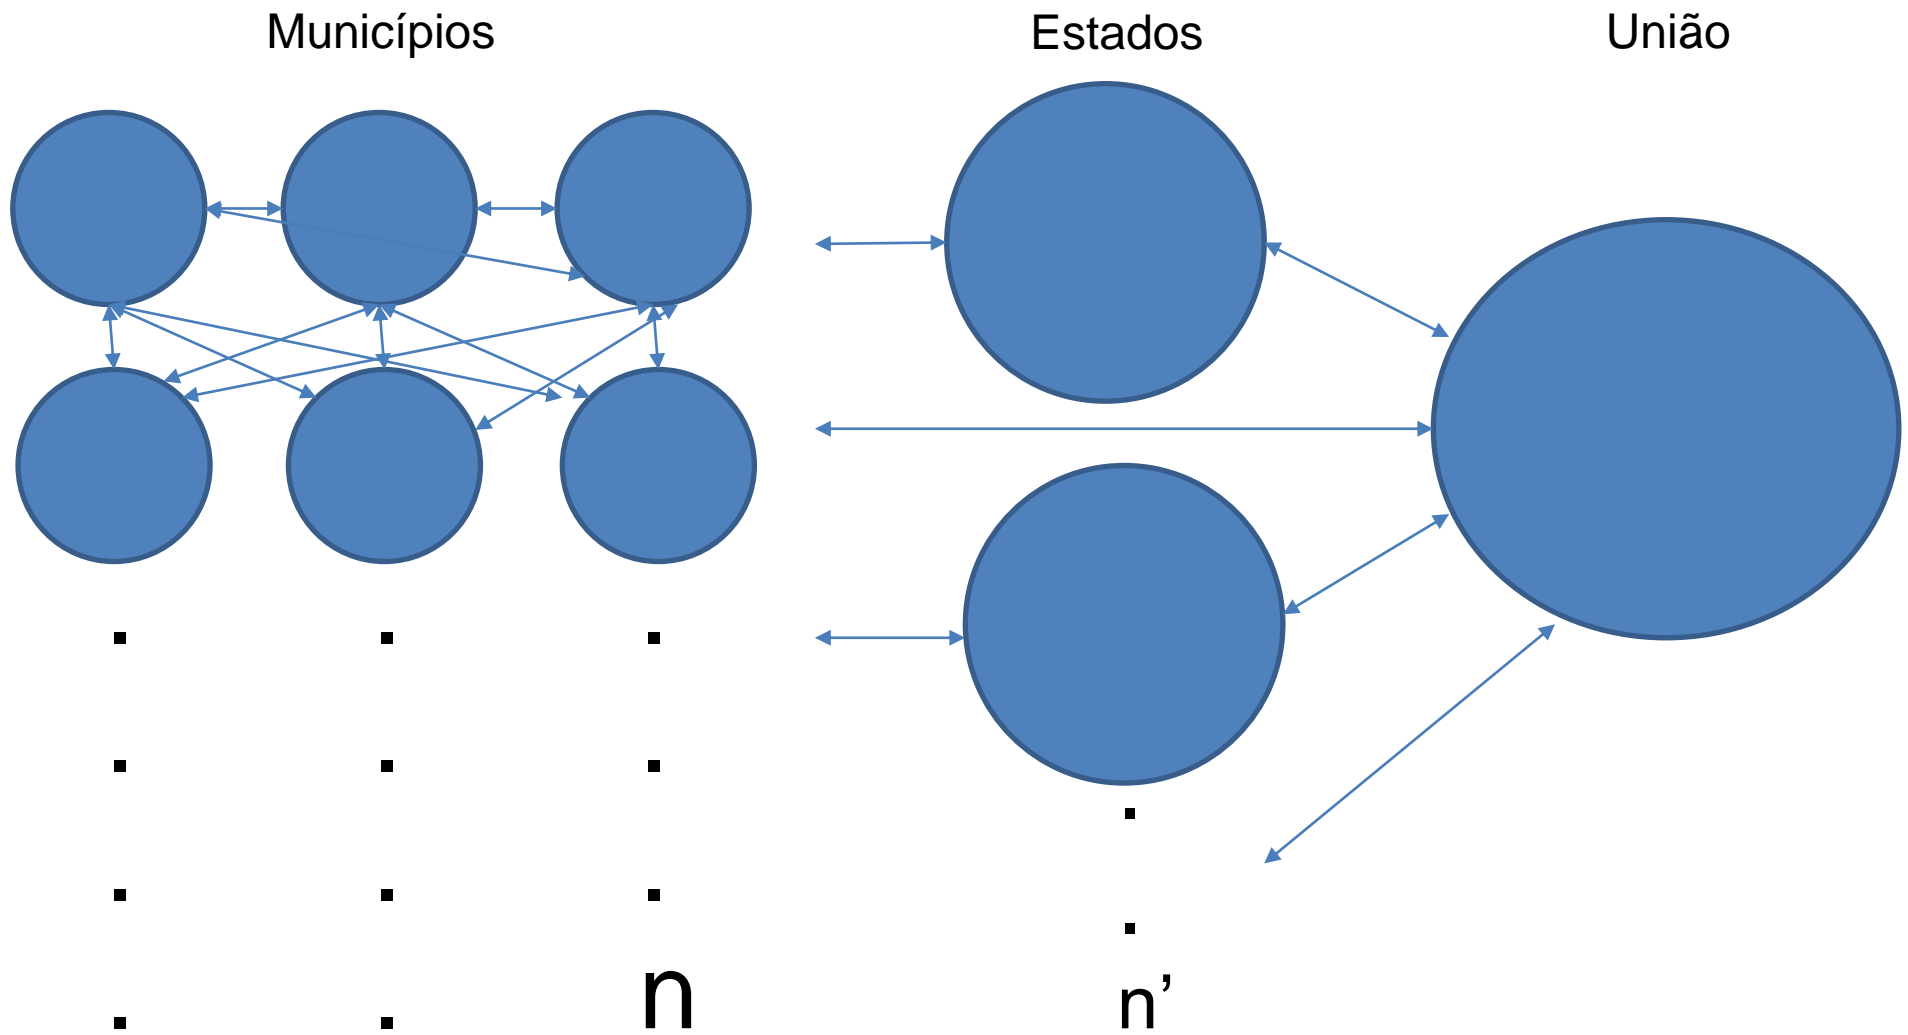 Municípios Estados União
. . .
. . .
.
. . .
.
. . n n’